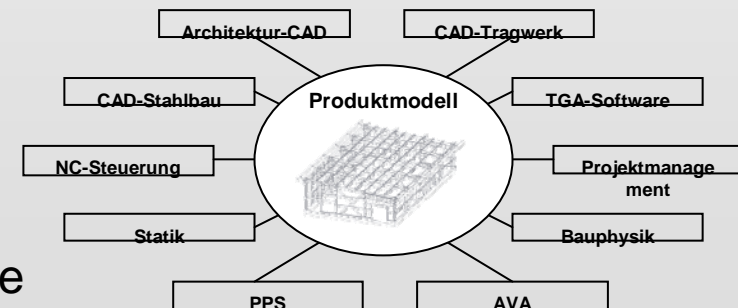 Architektur-CAD
CAD-Tragwerk
CAD-Stahlbau
Produktmodell
TGA-Software
NC-Steuerung
Projektmanage
ment
Statik
Bauphysik
e
PPS
AVA